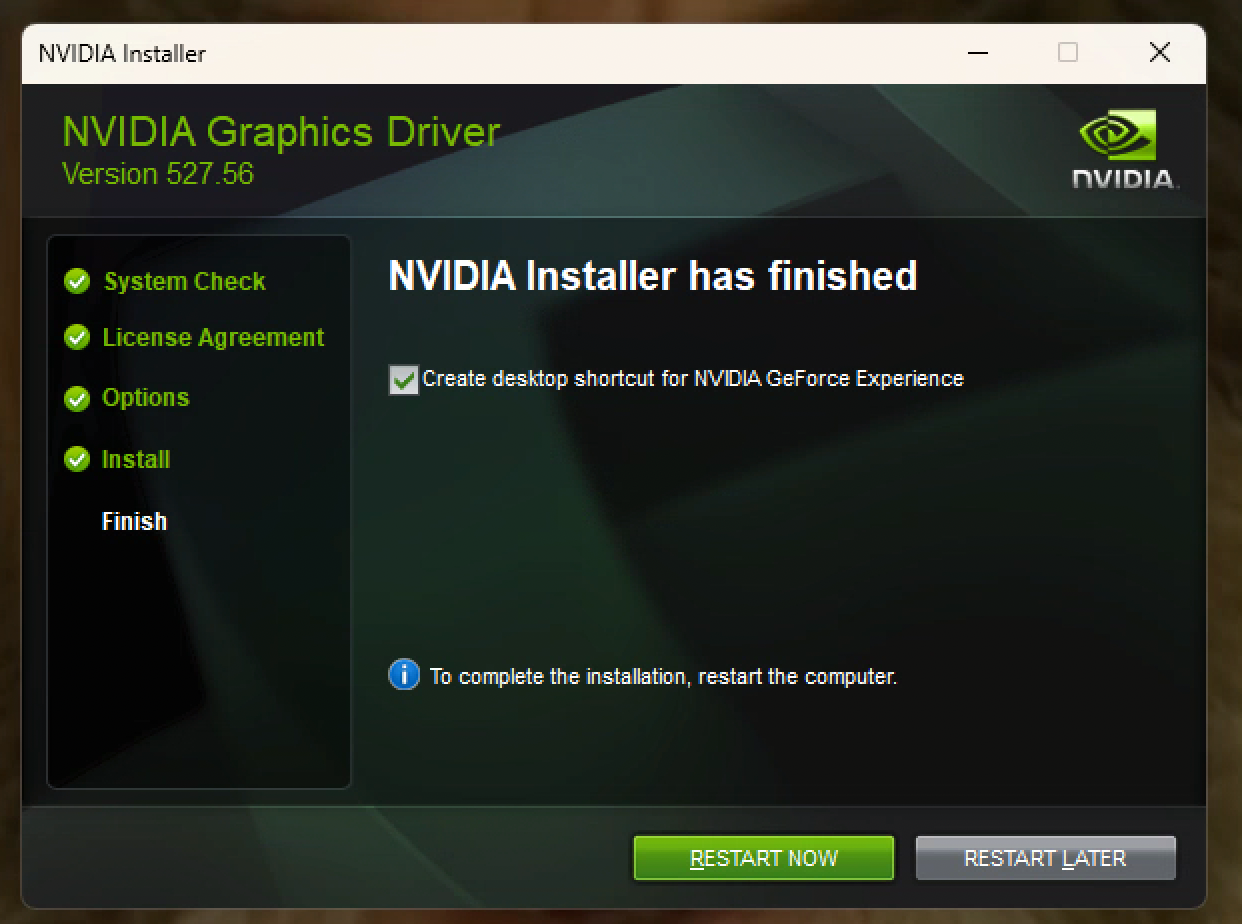 NVIDIA Installer
NVIDIA Graphics Driver
Version 527.56
NVIDIA.
System Check
License Agreement
Options
Install
Finish
NVIDIA Installer has finished
Create desktop shortcut for NVIDIA GeForce Experience
To complete the installation, restart the computer.
RESTART NOW
RESTART LATER